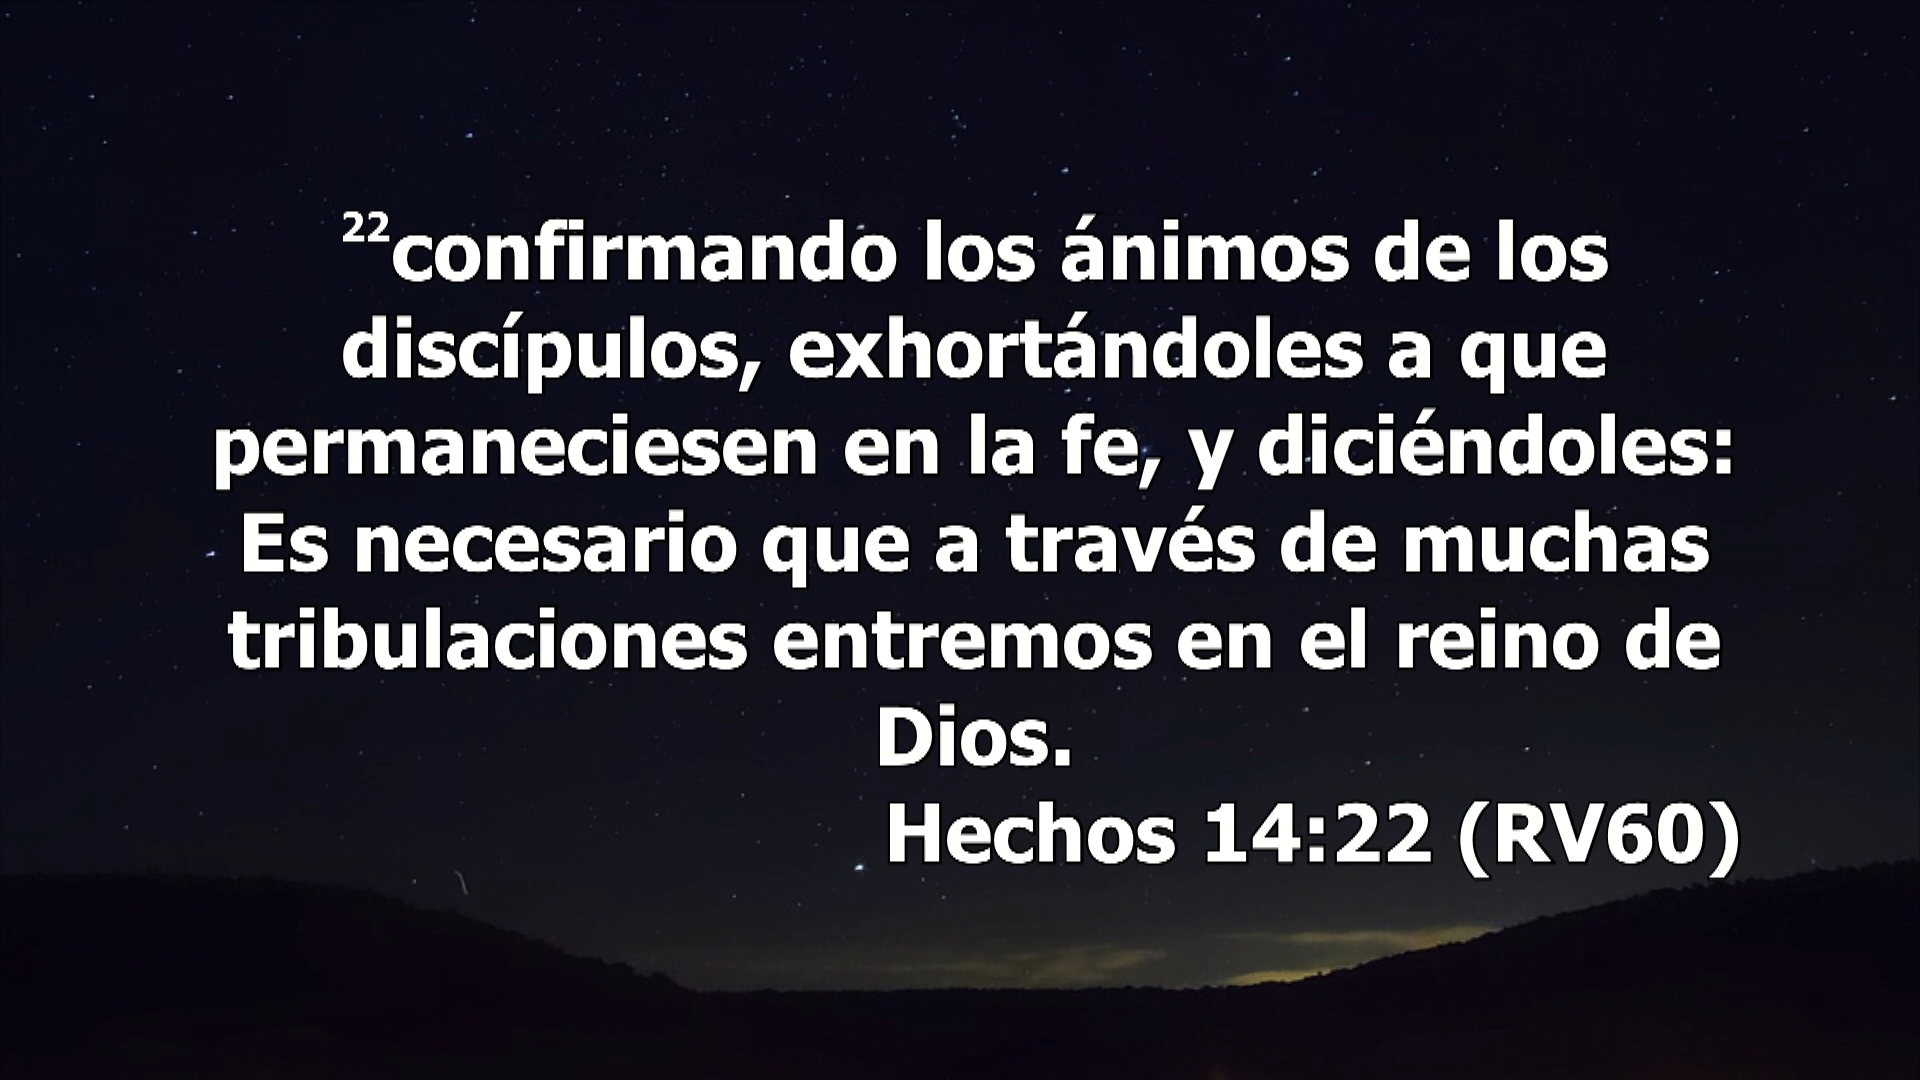 22confirmando los ánimos de los
discípulos, exhortándoles a que
permaneciesen en la fe, y diciéndoles:
Es necesario que a través de muchas
tribulaciones entremos en el reino de
Dios.
Hechos 14:22 (RV60)